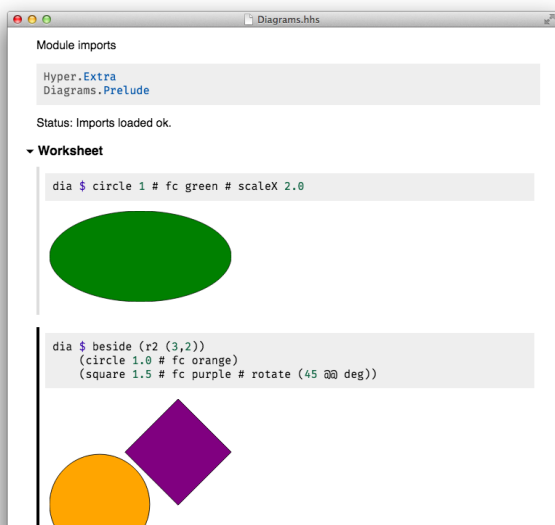 Diagrams.hhs
Module imports
Hyper.Extra
Diagrams.Prelude
Status: Imports loaded ok.
Worksheet
dia $ circle 1 # fc green # scaleX 2.0
dia $ beside (r2 (3,2))
(circle 1.0 # fc orange)
(square 1.5 # fc purple # rotate (45 @@ deg))